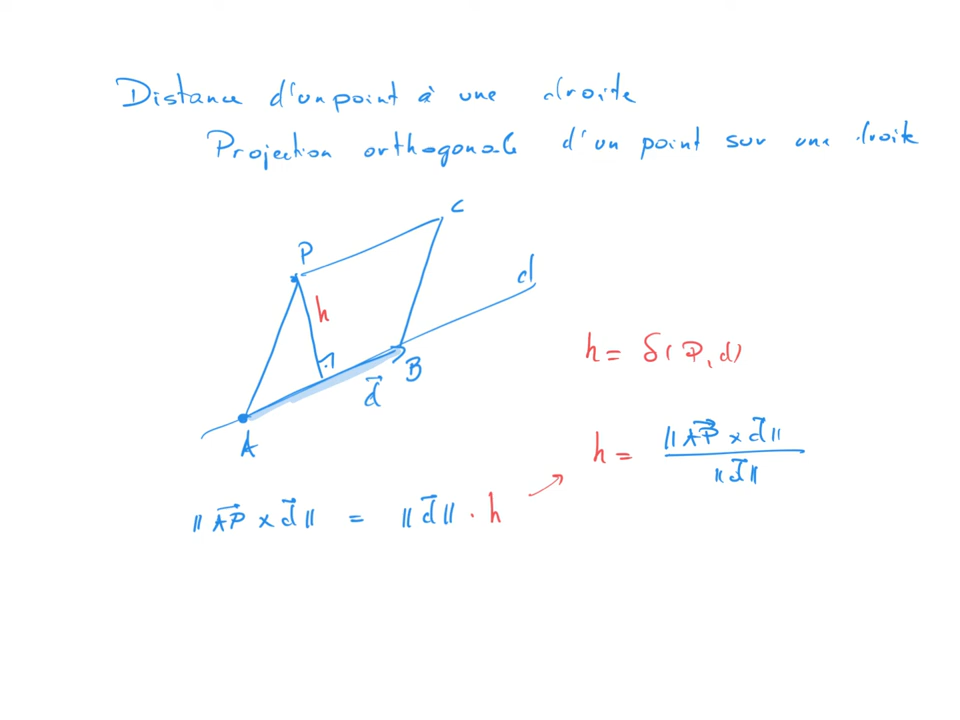 Distance d'un point à une droite
Projection orthogonale d'un point sur une droite
C
P
d
h
B
d⃗
A
h = δ(P, d)
h = ‖AP⃗ × d⃗‖ / ‖d⃗‖
‖AP⃗ × d⃗‖ = ‖d⃗‖ · h